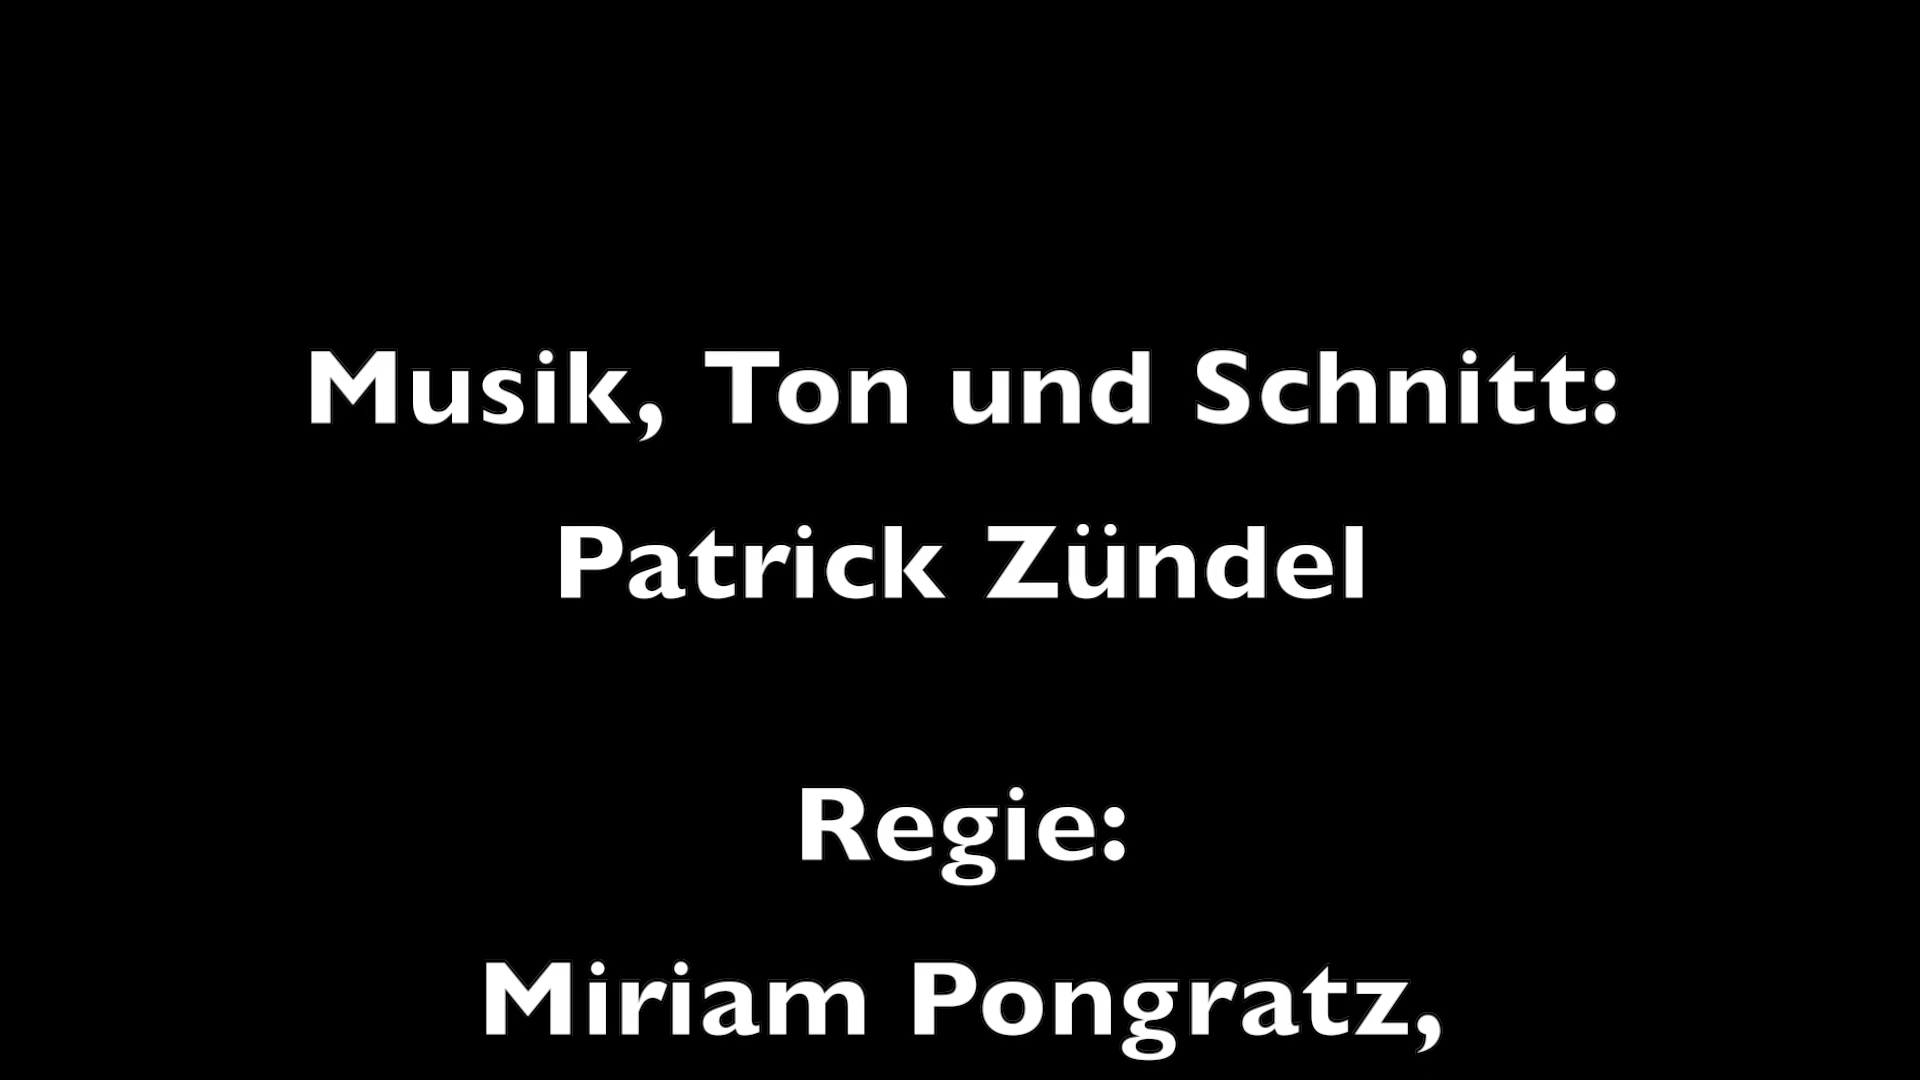 Musik, Ton und Schnitt:
Patrick Zündel
Regie:
Miriam Pongratz,